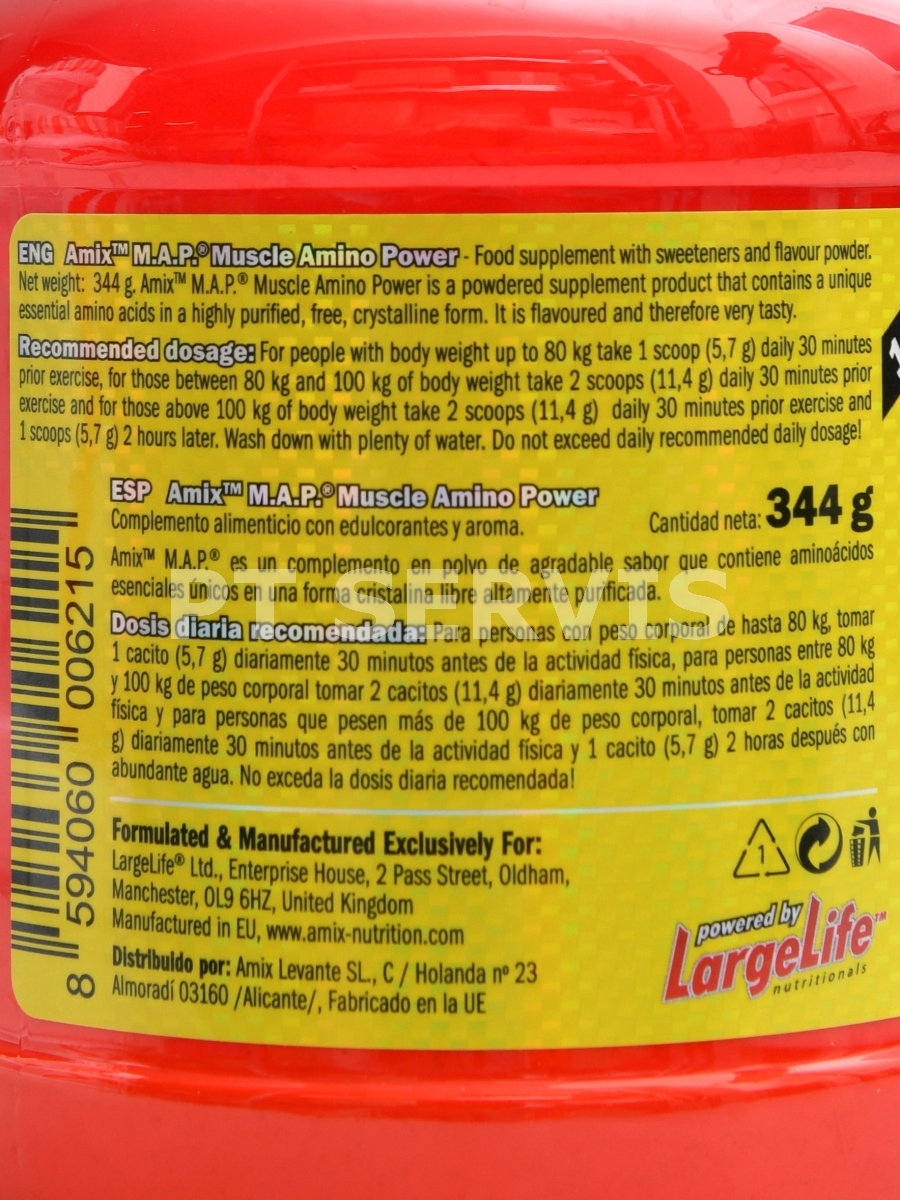 ENG Amix™ M.A.P.® Muscle Amino Power - Food supplement with sweeteners and flavour powder.
Net weight: 344 g. Amix™ M.A.P.® Muscle Amino Power is a powdered supplement product that contains a unique
essential amino acids in a highly purified, free, crystalline form. It is flavoured and therefore very tasty.
Recommended dosage: For people with body weight up to 80 kg take 1 scoop (5,7 g) daily 30 minutes
prior exercise, for those between 80 kg and 100 kg of body weight take 2 scoops (11,4 g) daily 30 minutes prior
exercise and for those above 100 kg of body weight take 2 scoops (11,4 g) daily 30 minutes prior exercise and
1 scoops (5,7 g) 2 hours later. Wash down with plenty of water. Do not exceed daily recommended daily dosage!
ESP Amix™ M.A.P.® Muscle Amino Power
Complemento alimenticio con edulcorantes y aroma.
Cantidad neta: 344 g
Amix™ M.A.P.® es un complemento en polvo de agradable sabor que contiene aminoácidos
esenciales únicos en una forma cristalina libre altamente purificada.
PT SERVIS
Dosis diaria recomendada: Para personas con peso corporal de hasta 80 kg, tomar
1 cacito (5,7 g) diariamente 30 minutos antes de la actividad física, para personas entre 80 kg
y 100 kg de peso corporal tomar 2 cacitos (11,4 g) diariamente 30 minutos antes de la actividad
física y para personas que pesen más de 100 kg de peso corporal, tomar 2 cacitos (11,4
g) diariamente 30 minutos antes de la actividad física y 1 cacito (5,7 g) 2 horas después con
abundante agua. No exceda la dosis diaria recomendada!
Formulated & Manufactured Exclusively For:
LargeLife® Ltd., Enterprise House, 2 Pass Street, Oldham,
Manchester, OL9 6HZ, United Kingdom
Manufactured in EU, www.amix-nutrition.com
Distribuido por: Amix Levante SL., C / Holanda nº 23
Almoradí 03160 /Alicante/, Fabricado en la UE
1
powered by
LargeLife™
nutritionals
8 594060 006215